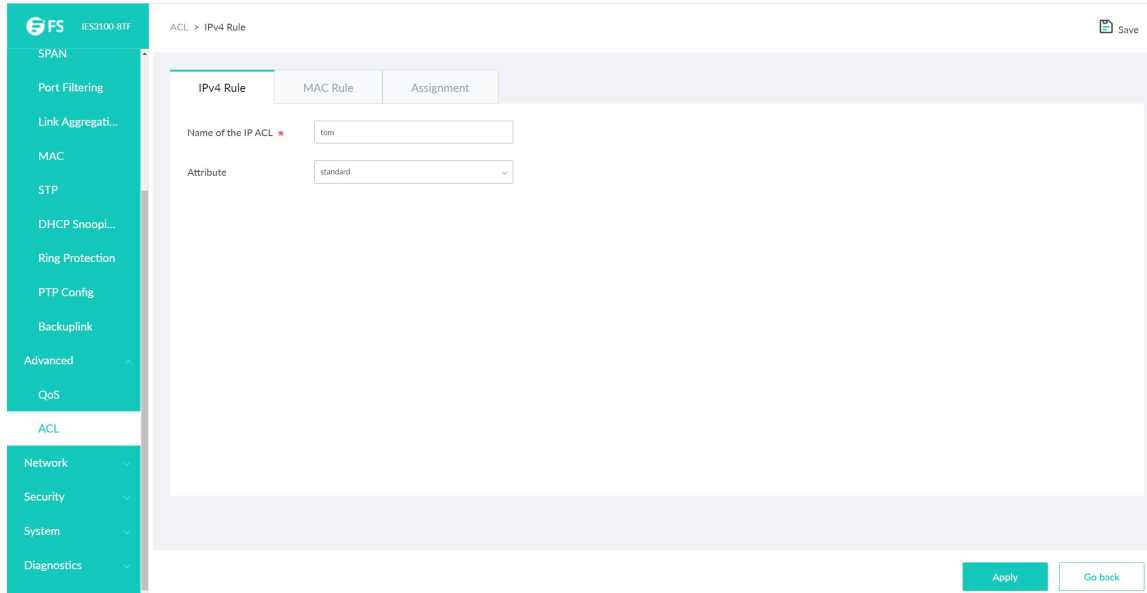 FS IES3100-8TF
SPAN
Port Filtering
Link Aggregati...
MAC
STP
DHCP Snoopi...
Ring Protection
PTP Config
Backuplink
Advanced
QoS
ACL
Network
Security
System
Diagnostics
ACL > IPv4 Rule
Save
IPv4 Rule MAC Rule Assignment
Name of the IP ACL * tom
Attribute standard
Apply Go back